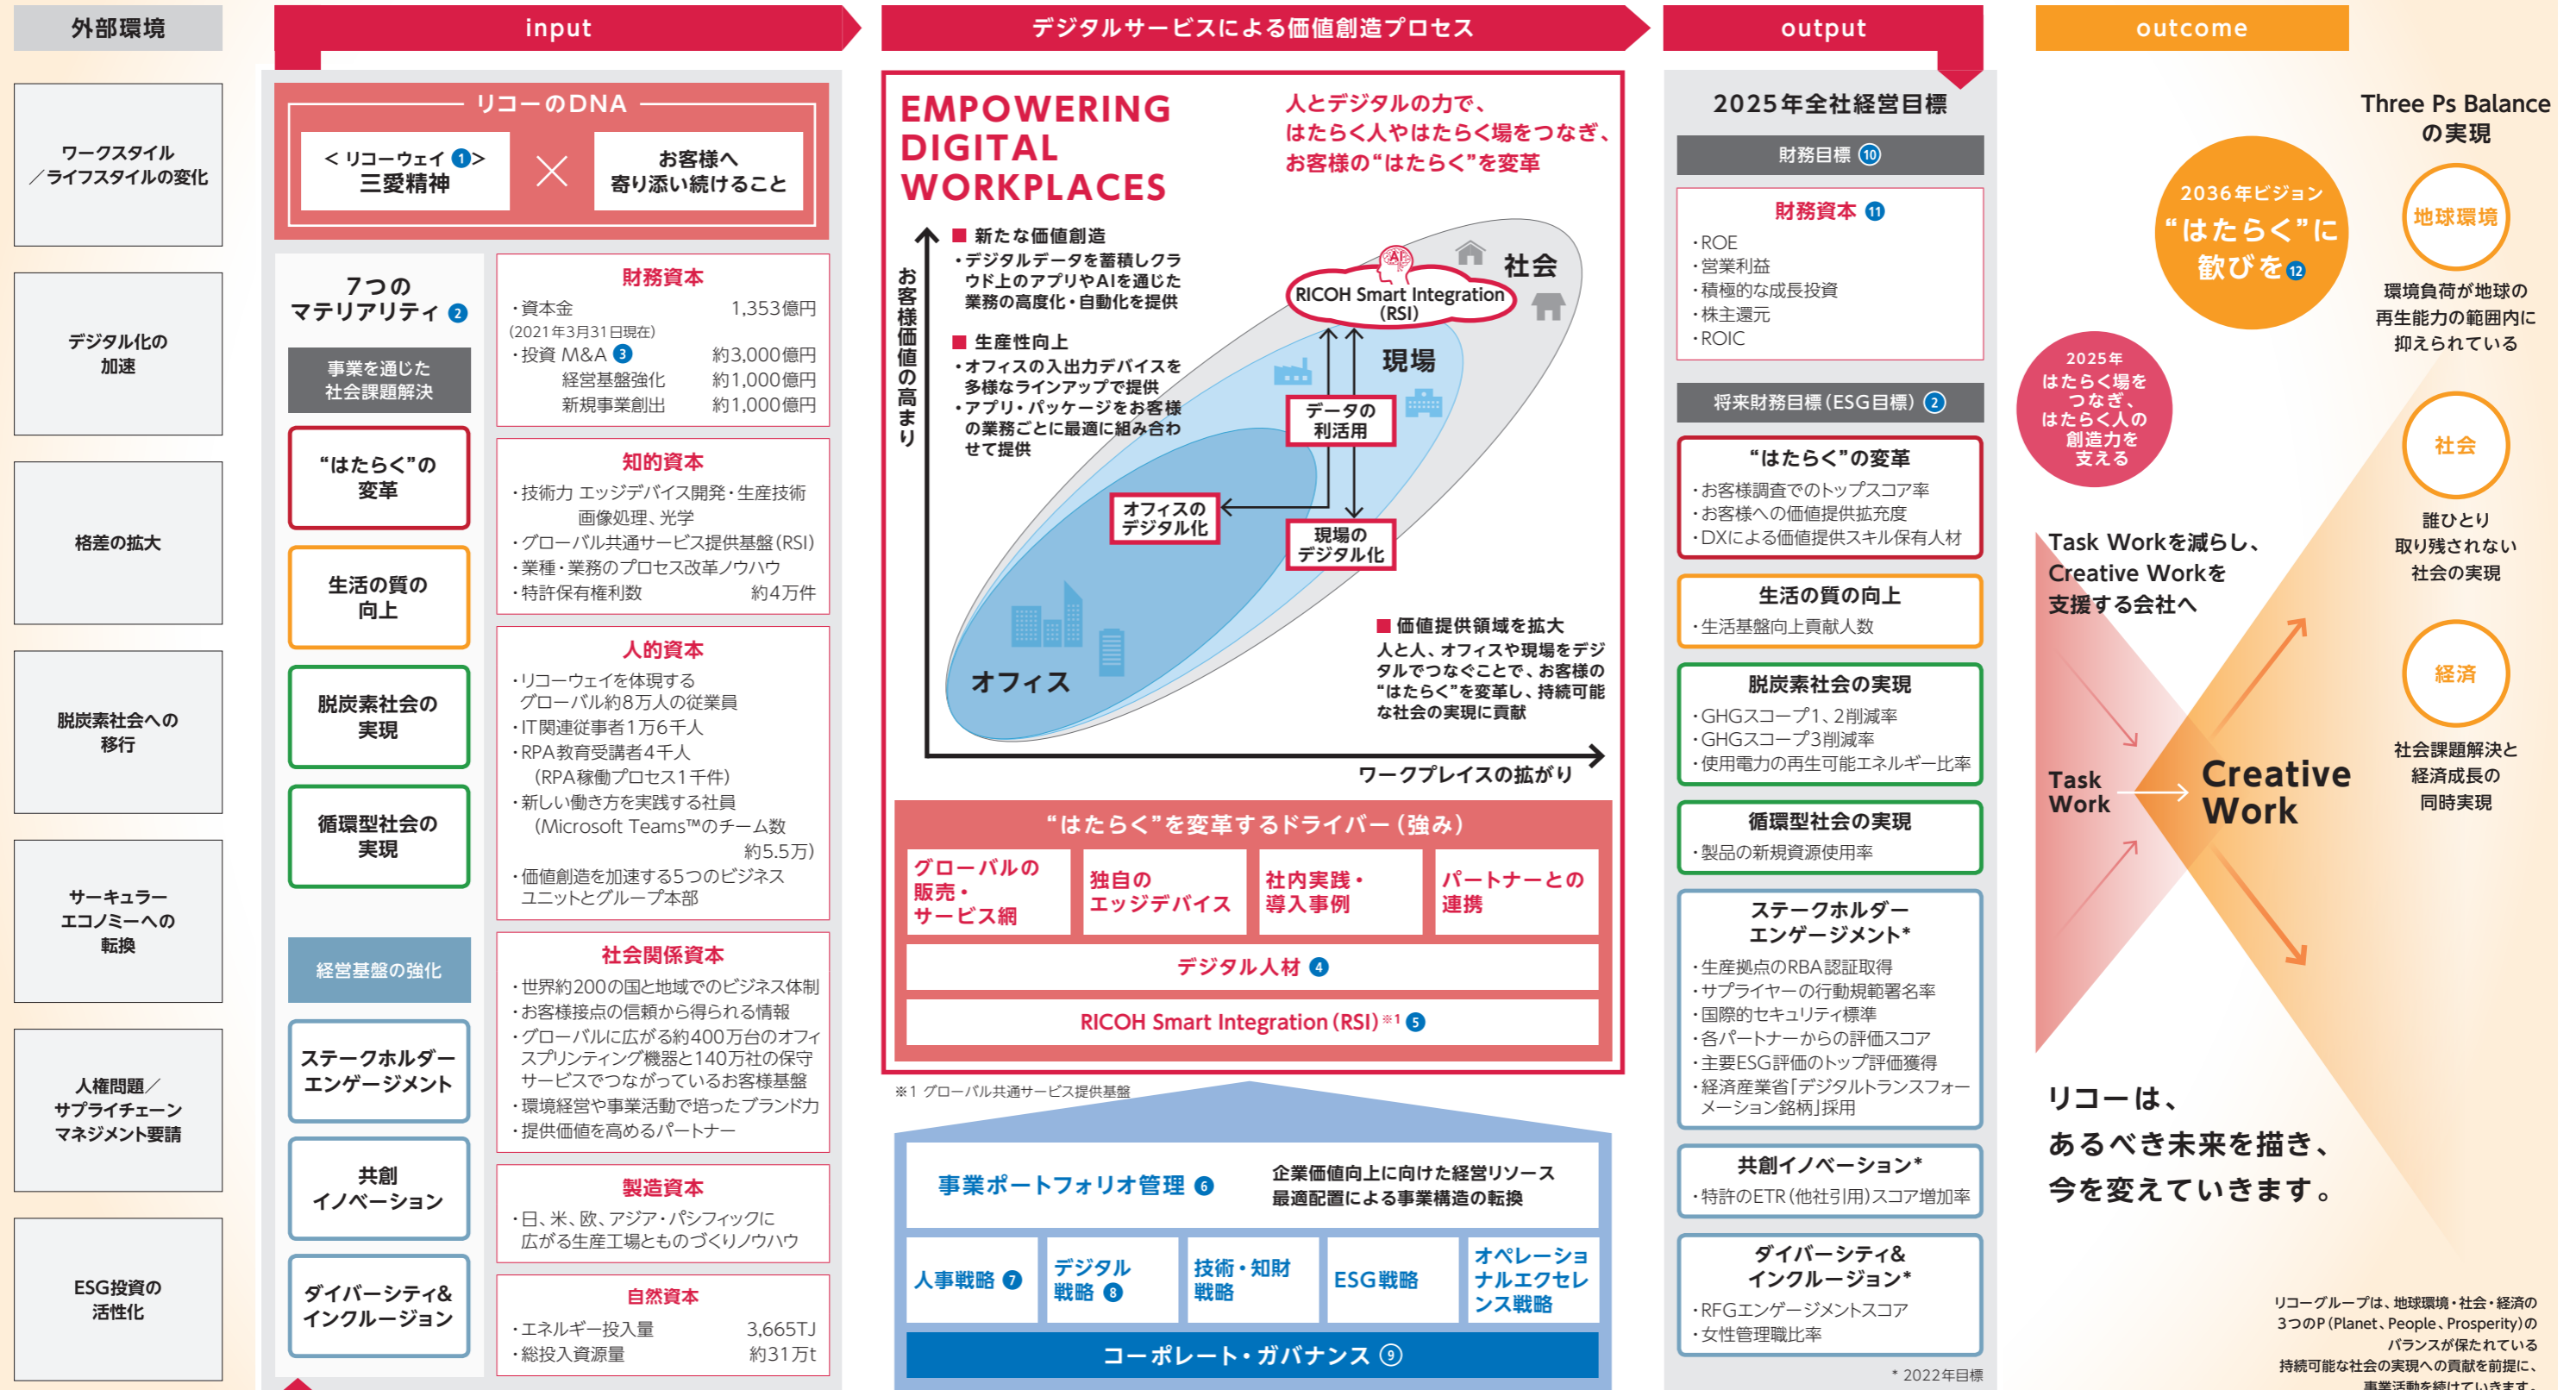 外部環境
ワークスタイル
／ライフスタイルの変化
デジタル化の
加速
格差の拡大
脱炭素社会への
移行
サーキュラー
エコノミーへの
転換
人権問題／
サプライチェーン
マネジメント要請
ESG投資の
活性化
input
リコーのDNA
＜ リコーウェイ 1＞
三愛精神
×
お客様へ
寄り添い続けること
7つの
マテリアリティ 2
事業を通じた
社会課題解決
“はたらく”の
変革
生活の質の
向上
脱炭素社会の
実現
循環型社会の
実現
経営基盤の強化
ステークホルダー
エンゲージメント
共創
イノベーション
ダイバーシティ&
インクルージョン
財務資本
・資本金 1,353億円
(2021年3月31日現在)
・投資 M&A 3 約3,000億円
経営基盤強化 約1,000億円
新規事業創出 約1,000億円
知的資本
・技術力 エッジデバイス開発・生産技術
画像処理、光学
・グローバル共通サービス提供基盤（RSI）
・業種・業務のプロセス改革ノウハウ
・特許保有権利数 約4万件
人的資本
・リコーウェイを体現する
グローバル約8万人の従業員
・IT関連従事者1万6千人
・RPA教育受講者4千人
（RPA稼働プロセス1千件）
・新しい働き方を実践する社員
（Microsoft Teams™のチーム数
約5.5万）
・価値創造を加速する5つのビジネス
ユニットとグループ本部
社会関係資本
・世界約200の国と地域でのビジネス体制
・お客様接点の信頼から得られる情報
・グローバルに広がる約400万台のオフィ
スプリンティング機器と140万社の保守
サービスでつながっているお客様基盤
・環境経営や事業活動で培ったブランド力
・提供価値を高めるパートナー
製造資本
・日、米、欧、アジア・パシフィックに
広がる生産工場とものづくりノウハウ
自然資本
・エネルギー投入量 3,665TJ
・総投入資源量 約31万t
デジタルサービスによる価値創造プロセス
EMPOWERING
DIGITAL
WORKPLACES
人とデジタルの力で、
はたらく人やはたらく場をつなぎ、
お客様の“はたらく”を変革
お客様価値の高まり
■ 新たな価値創造
・デジタルデータを蓄積しクラ
ウド上のアプリやAIを通じた
業務の高度化・自動化を提供
■ 生産性向上
・オフィスの入出力デバイスを
多様なラインアップで提供
・アプリ・パッケージをお客様
の業務ごとに最適に組み合わ
せて提供
AI
RICOH Smart Integration
(RSI)
社会
現場
データの
利活用
オフィスの
デジタル化
現場の
デジタル化
オフィス
■ 価値提供領域を拡大
人と人、オフィスや現場をデジ
タルでつなぐことで、お客様の
“はたらく”を変革し、持続可能
な社会の実現に貢献
ワークプレイスの拡がり
“はたらく”を変革するドライバー（強み）
グローバルの
販売・
サービス網
独自の
エッジデバイス
社内実践・
導入事例
パートナーとの
連携
デジタル人材 4
RICOH Smart Integration（RSI）※1 5
※1 グローバル共通サービス提供基盤
事業ポートフォリオ管理 6
企業価値向上に向けた経営リソース
最適配置による事業構造の転換
人事戦略 7
デジタル
戦略 8
技術・知財
戦略
ESG戦略
オペレーショ
ナルエクセレ
ンス戦略
コーポレート・ガバナンス 9
output
2025年全社経営目標
財務目標 10
財務資本 11
・ROE
・営業利益
・積極的な成長投資
・株主還元
・ROIC
将来財務目標（ESG目標） 2
“はたらく”の変革
・お客様調査でのトップスコア率
・お客様への価値提供拡充度
・DXによる価値提供スキル保有人材
生活の質の向上
・生活基盤向上貢献人数
脱炭素社会の実現
・GHGスコープ1、2削減率
・GHGスコープ3削減率
・使用電力の再生可能エネルギー比率
循環型社会の実現
・製品の新規資源使用率
ステークホルダー
エンゲージメント*
・生産拠点のRBA認証取得
・サプライヤーの行動規範署名率
・国際的セキュリティ標準
・各パートナーからの評価スコア
・主要ESG評価のトップ評価獲得
・経済産業省「デジタルトランスフォー
メーション銘柄」採用
共創イノベーション*
・特許のETR（他社引用）スコア増加率
ダイバーシティ&
インクルージョン*
・RFGエンゲージメントスコア
・女性管理職比率
* 2022年目標
outcome
2036年ビジョン
“はたらく”に
歓びを12
2025年
はたらく場を
つなぎ、
はたらく人の
創造力を
支える
Three Ps Balance
の実現
地球環境
環境負荷が地球の
再生能力の範囲内に
抑えられている
社会
誰ひとり
取り残されない
社会の実現
経済
社会課題解決と
経済成長の
同時実現
Task Workを減らし、
Creative Workを
支援する会社へ
Task
Work
Creative
Work
リコーは、
あるべき未来を描き、
今を変えていきます。
リコーグループは、地球環境・社会・経済の
3つのP（Planet、People、Prosperity）の
バランスが保たれている
持続可能な社会の実現への貢献を前提に、
事業活動を続けていきます。